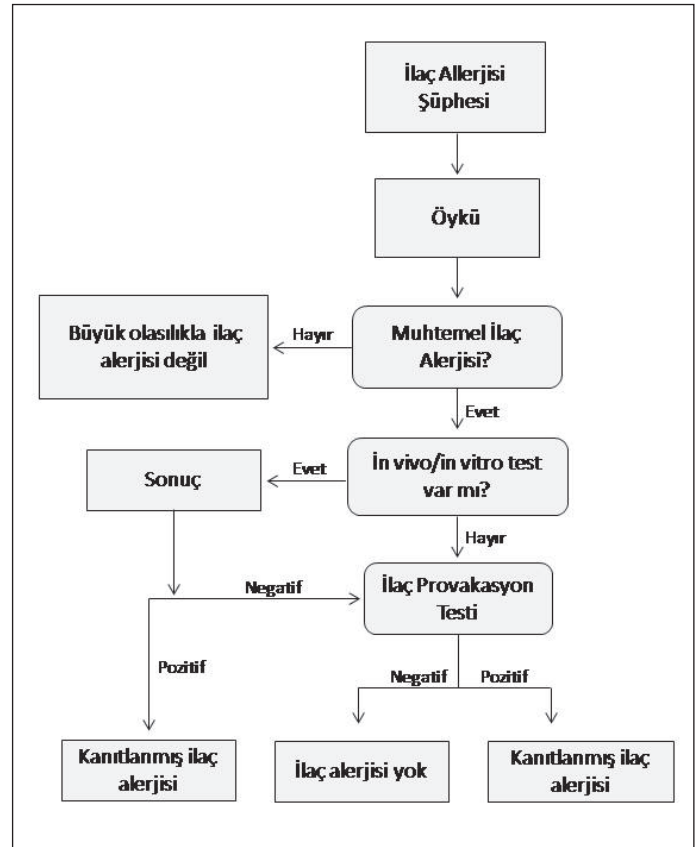 İlaç Allerjisi
Şüphesi
Öykü
Büyük olasılıkla ilaç
alerjisi değil
Hayır
Muhtemel İlaç
Alerjisi?
Evet
Sonuç
Evet
İn vivo/in vitro test
var mı?
Hayır
Negatif
İlaç Provakasyon
Testi
Pozitif
Negatif
Pozitif
Kanıtlanmış ilaç
alerjisi
İlaç alerjisi yok
Kanıtlanmış ilaç
alerjisi